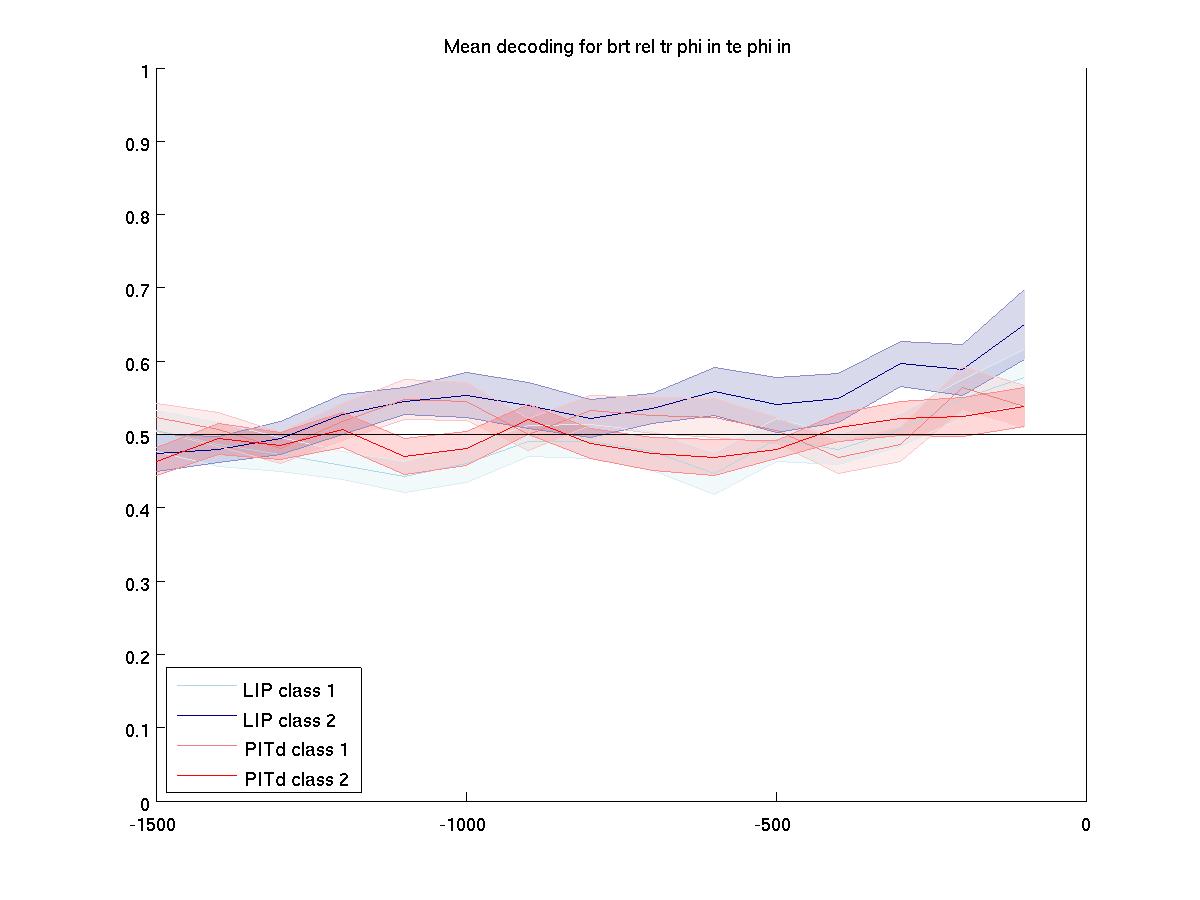 Mean decoding for brt rel tr phi in te phi in
1
0.9
0.8
0.7
0.6
0.5
0.4
0.3
0.2
0.1
0
LIP class 1
LIP class 2
PITd class 1
PITd class 2
-1500 -1000 -500 0